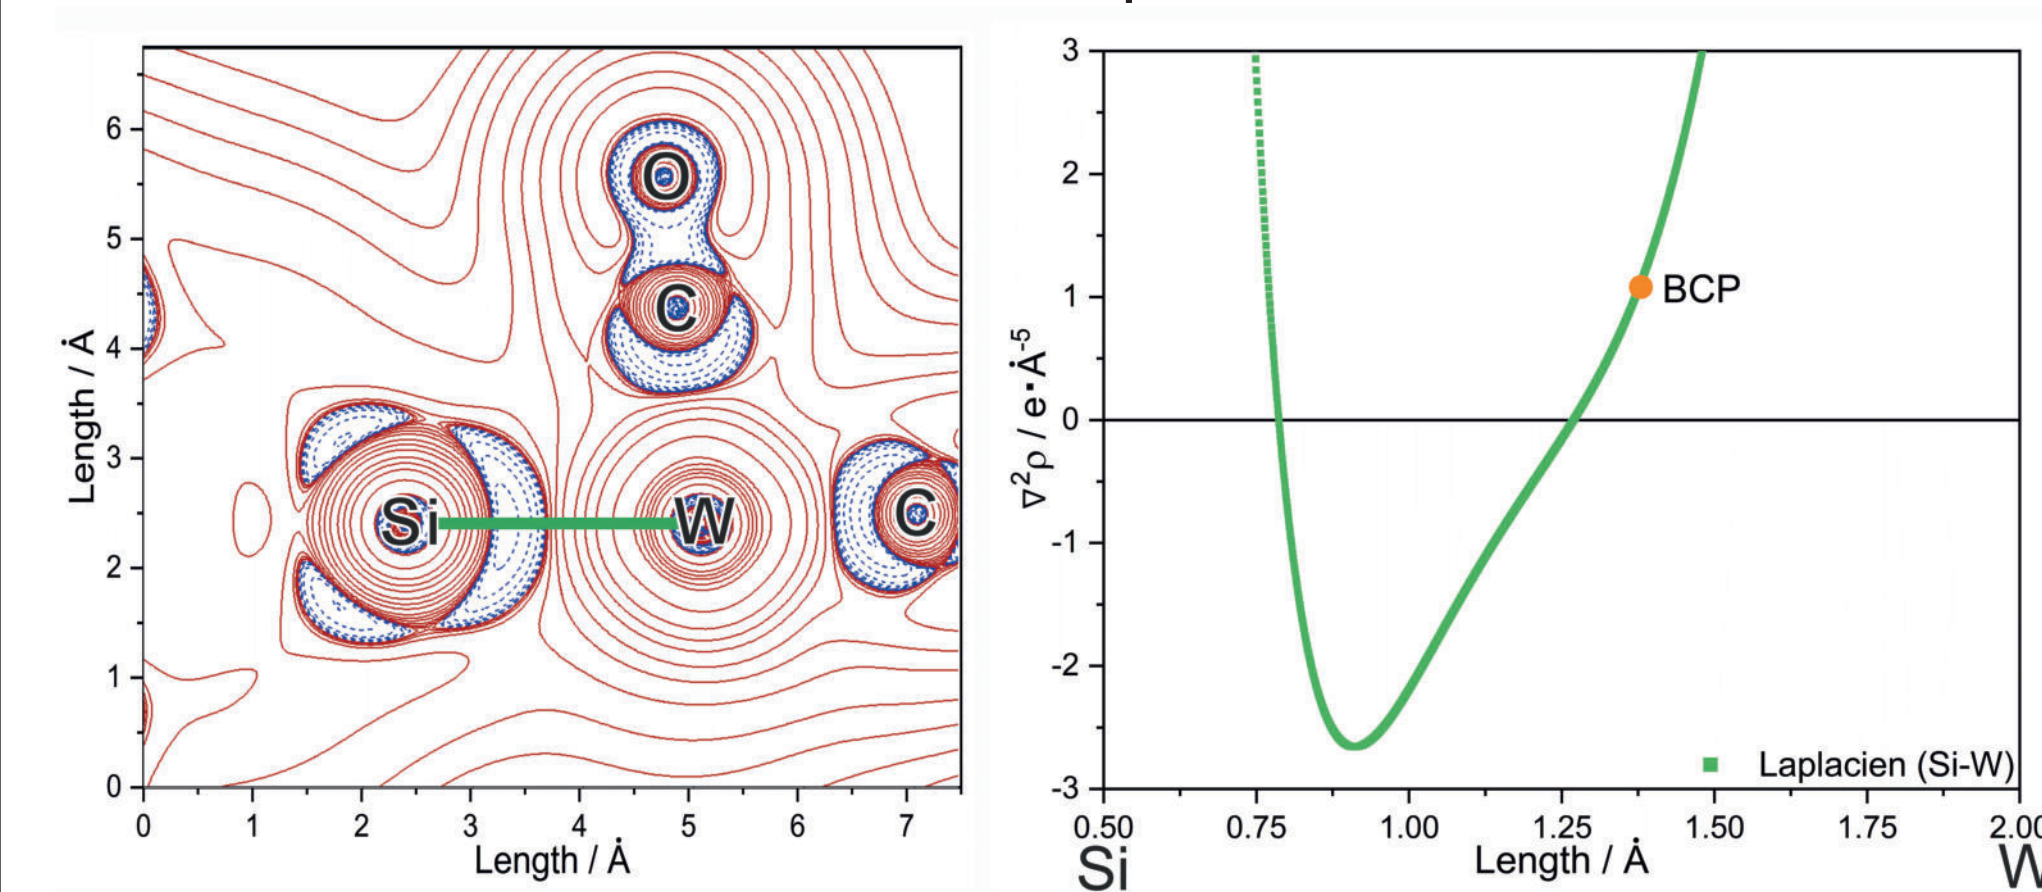 6
5
4
3
2
1
0
Length / Å
0 1 2 3 4 5 6 7
Length / Å
O
C
Si
W
C
3
2
1
0
-1
-2
-3
∇²ρ / e·Å⁻⁵
BCP
Laplacien (Si-W)
0.50 0.75 1.00 1.25 1.50 1.75 2.00
Si
Length / Å
W